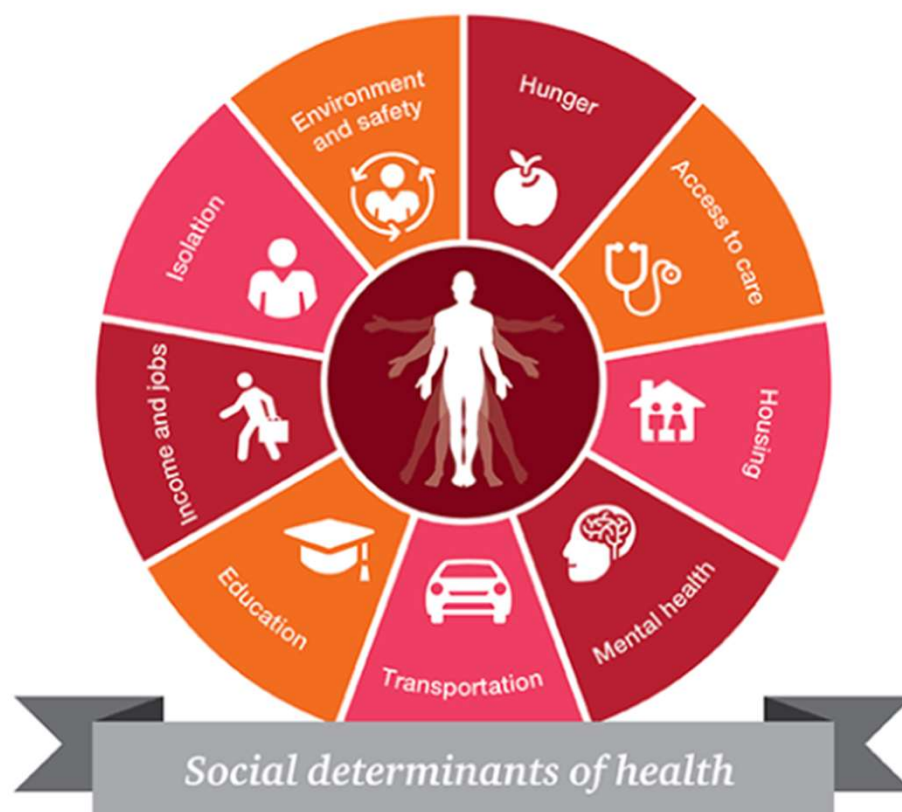 Environment
and safety
Hunger
Access to care
Housing
Mental health
Transportation
Education
Income and jobs
Isolation
Social determinants of health